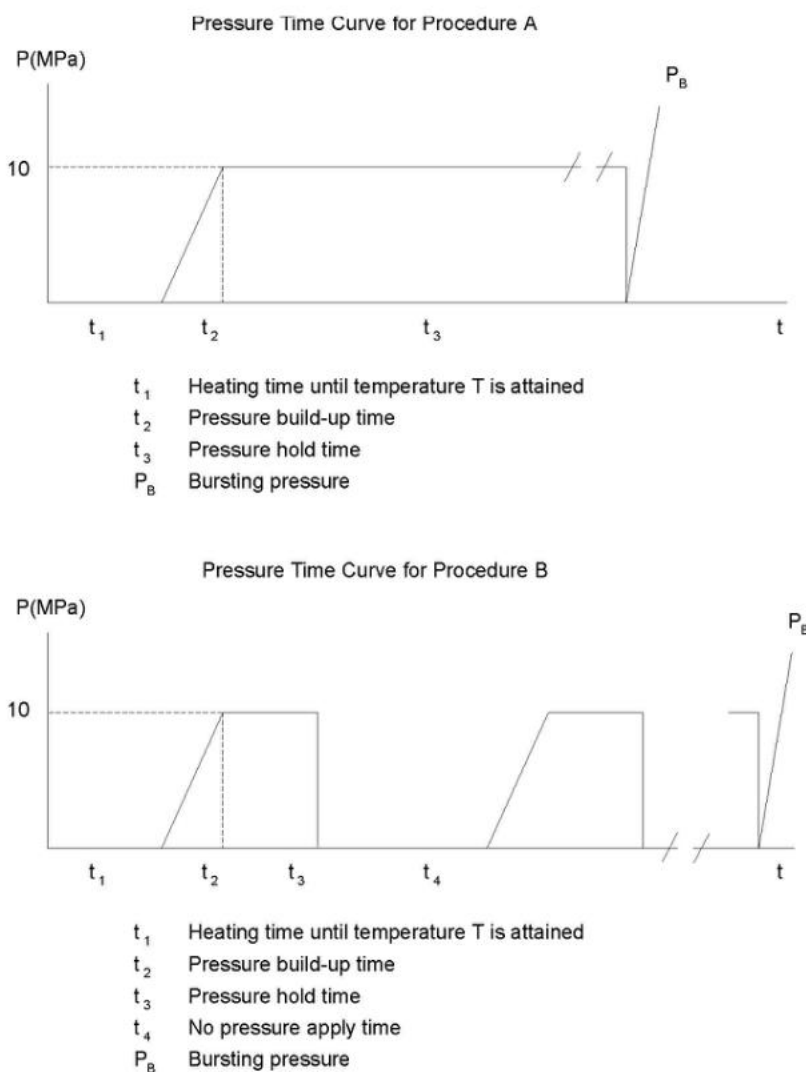 Pressure Time Curve for Procedure A
P(MPa)
P_B
10
t_1 t_2 t_3 t
t_1 Heating time until temperature T is attained
t_2 Pressure build-up time
t_3 Pressure hold time
P_B Bursting pressure
Pressure Time Curve for Procedure B
P(MPa)
P_B
10
t_1 t_2 t_3 t_4 t
t_1 Heating time until temperature T is attained
t_2 Pressure build-up time
t_3 Pressure hold time
t_4 No pressure apply time
P_B Bursting pressure